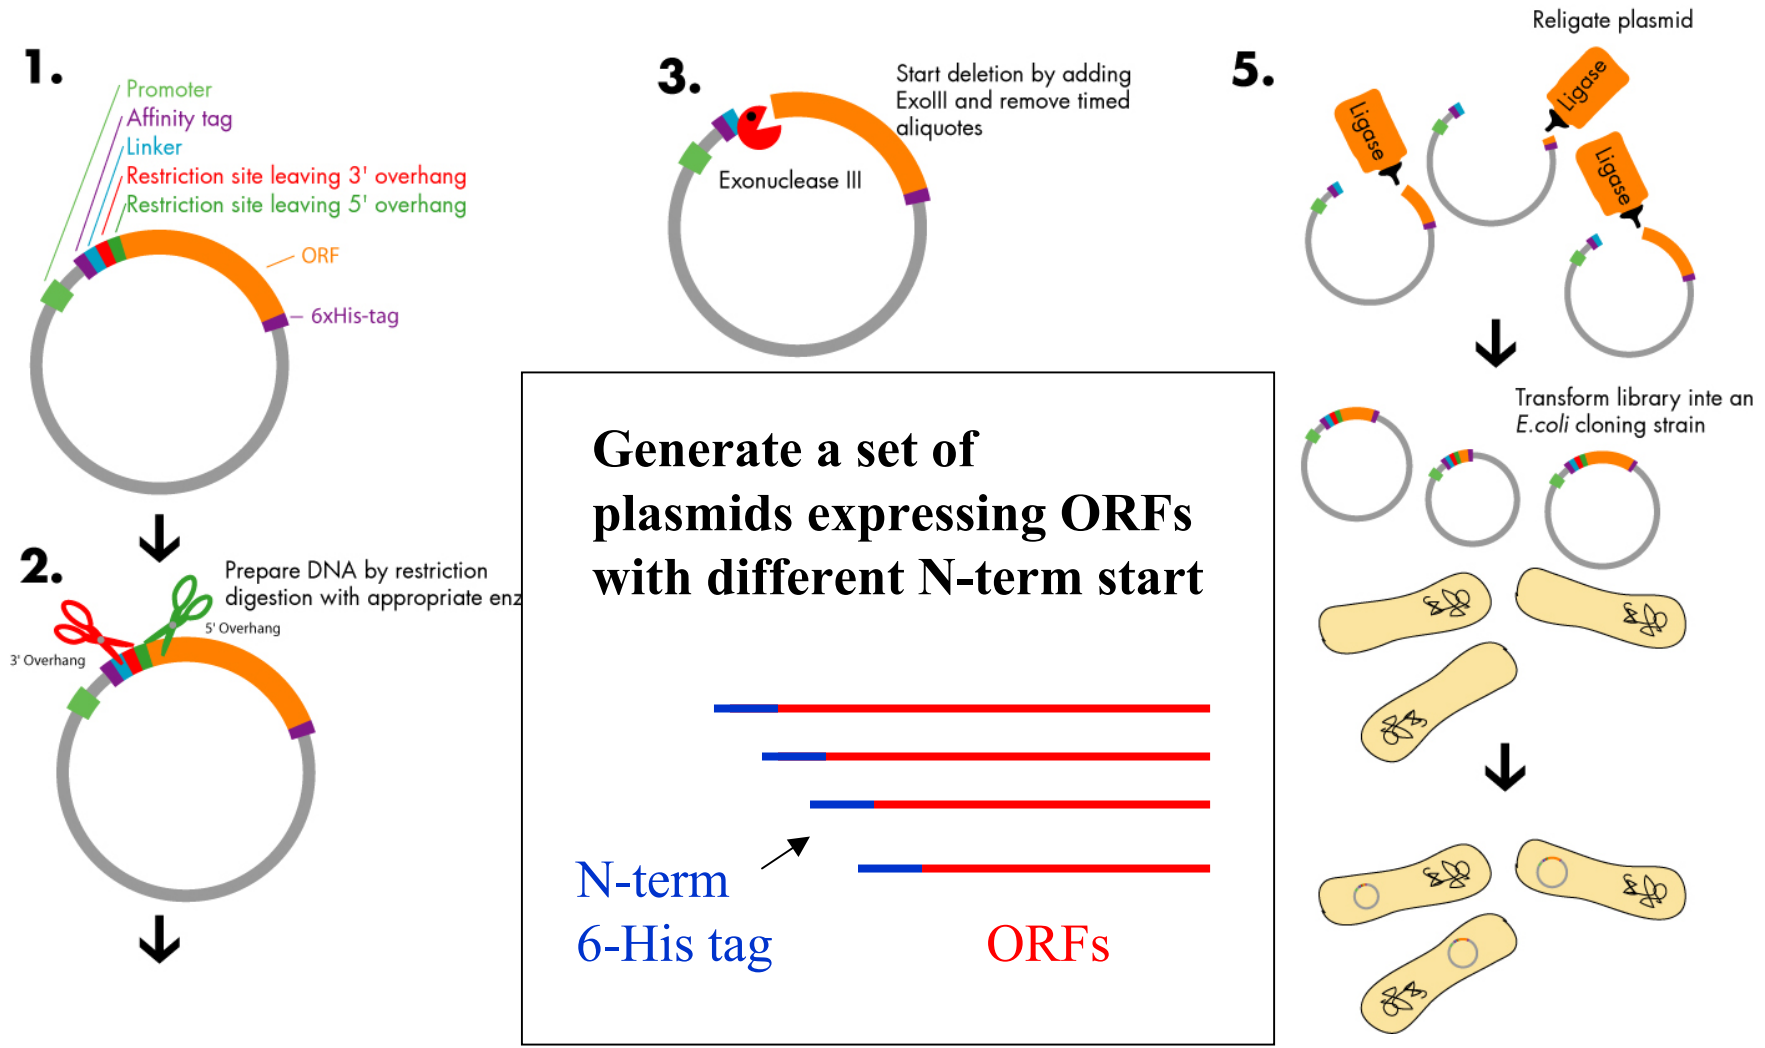 1.
Promoter
Affinity tag
Linker
Restriction site leaving 3' overhang
Restriction site leaving 5' overhang
ORF
6xHis-tag
2.
Prepare DNA by restriction
digestion with appropriate enz
5' Overhang
3' Overhang
3.
Start deletion by adding
ExoIII and remove timed
aliquotes
Exonuclease III
Generate a set of
plasmids expressing ORFs
with different N-term start
N-term
6-His tag
ORFs
5.
Religate plasmid
Ligase
Ligase
Ligase
Transform library inte an
E.coli cloning strain